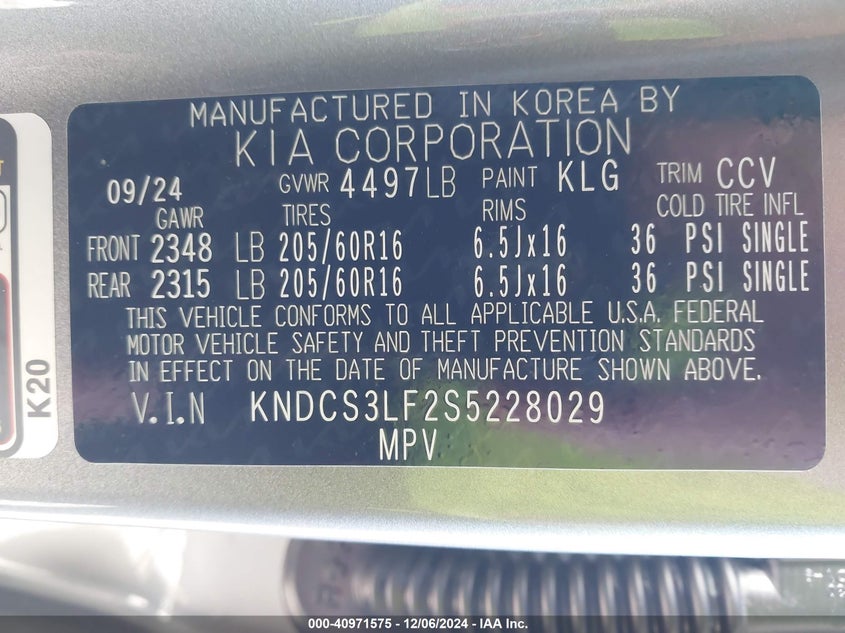 MANUFACTURED IN KOREA BY
KIA CORPORATION
09/24 GVWR 4497LB PAINT KLG TRIM CCV
GAWR TIRES RIMS COLD TIRE INFL
FRONT 2348 LB 205/60R16 6.5Jx16 36 PSI SINGLE
REAR 2315 LB 205/60R16 6.5Jx16 36 PSI SINGLE
THIS VEHICLE CONFORMS TO ALL APPLICABLE U.S.A. FEDERAL
MOTOR VEHICLE SAFETY AND THEFT PREVENTION STANDARDS
IN EFFECT ON THE DATE OF MANUFACTURE SHOWN ABOVE.
V.I.N KNDCS3LF2S5228029
MPV
K20
000-40971575 - 12/06/2024 - IAA Inc.